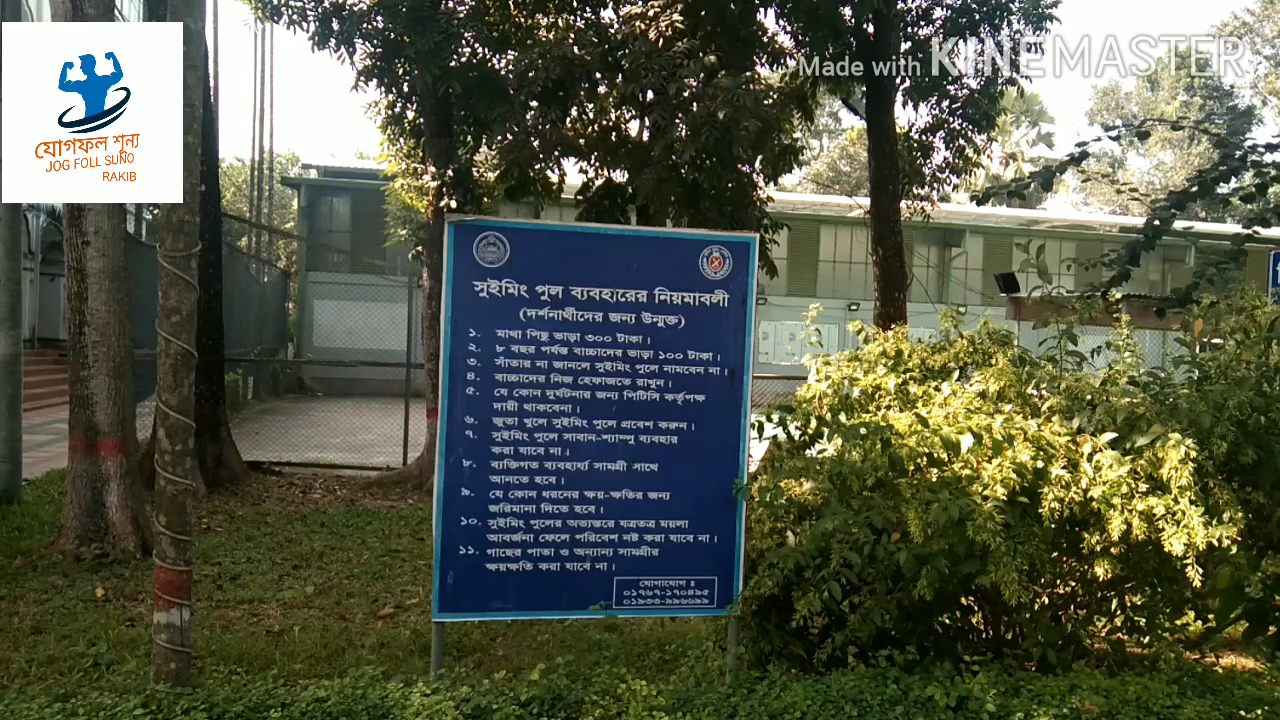 Made with KINEMASTER
যোগফল শূন্য
JOG FOLL SUNO
RAKIB
সুইমিং পুল ব্যবহারের নিয়মাবলী
(দর্শনার্থীদের জন্য উন্মুক্ত)
১. মাথা পিছু ভাড়া ৩০০ টাকা।
২. ৮ বছর পর্যন্ত বাচ্চাদের ভাড়া ১০০ টাকা।
৩. সাঁতার না জানলে সুইমিং পুলে নামবেন না।
৪. বাচ্চাদের নিজ হেফাজতে রাখুন।
৫. যে কোন দুর্ঘটনার জন্য পিটিসি কর্তৃপক্ষ
দায়ী থাকবেনা।
৬. জুতা খুলে সুইমিং পুলে প্রবেশ করুন।
৭. সুইমিং পুলে সাবান-শ্যাম্পু ব্যবহার
করা যাবে না।
৮. ব্যক্তিগত ব্যবহার্য্য সামগ্রী সাথে
আনতে হবে।
৯. যে কোন ধরনের ক্ষয়-ক্ষতির জন্য
জরিমানা দিতে হবে।
১০. সুইমিং পুলের অভ্যন্তরে যত্রতত্র ময়লা
আবর্জনা ফেলে পরিবেশ নষ্ট করা যাবে না।
১১. গাছের পাতা ও অন্যান্য সামগ্রীর
ক্ষয়ক্ষতি করা যাবে না।
যোগাযোগ ঃ
০১৭৬৭-১৭০৪৯৫
০১৯৩৩-৯৯৬৬৯৯